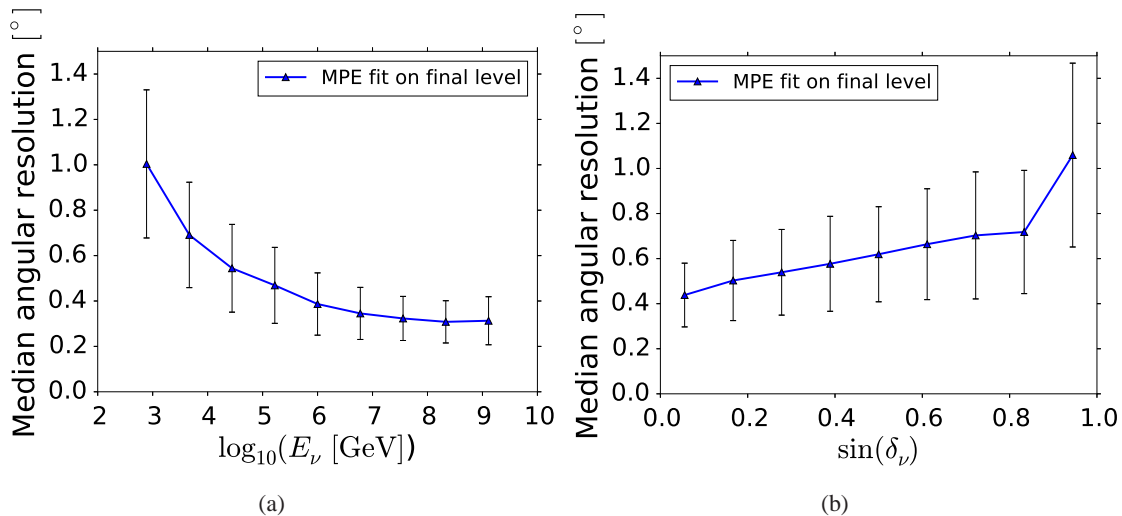 Median angular resolution [°]
1.4
1.2
1.0
0.8
0.6
0.4
0.2
0.0
MPE fit on final level
2 3 4 5 6 7 8 9 10
log₁₀(Eᵥ [GeV])
(a)
Median angular resolution [°]
1.4
1.2
1.0
0.8
0.6
0.4
0.2
0.0
MPE fit on final level
0.0 0.2 0.4 0.6 0.8 1.0
sin(δᵥ)
(b)